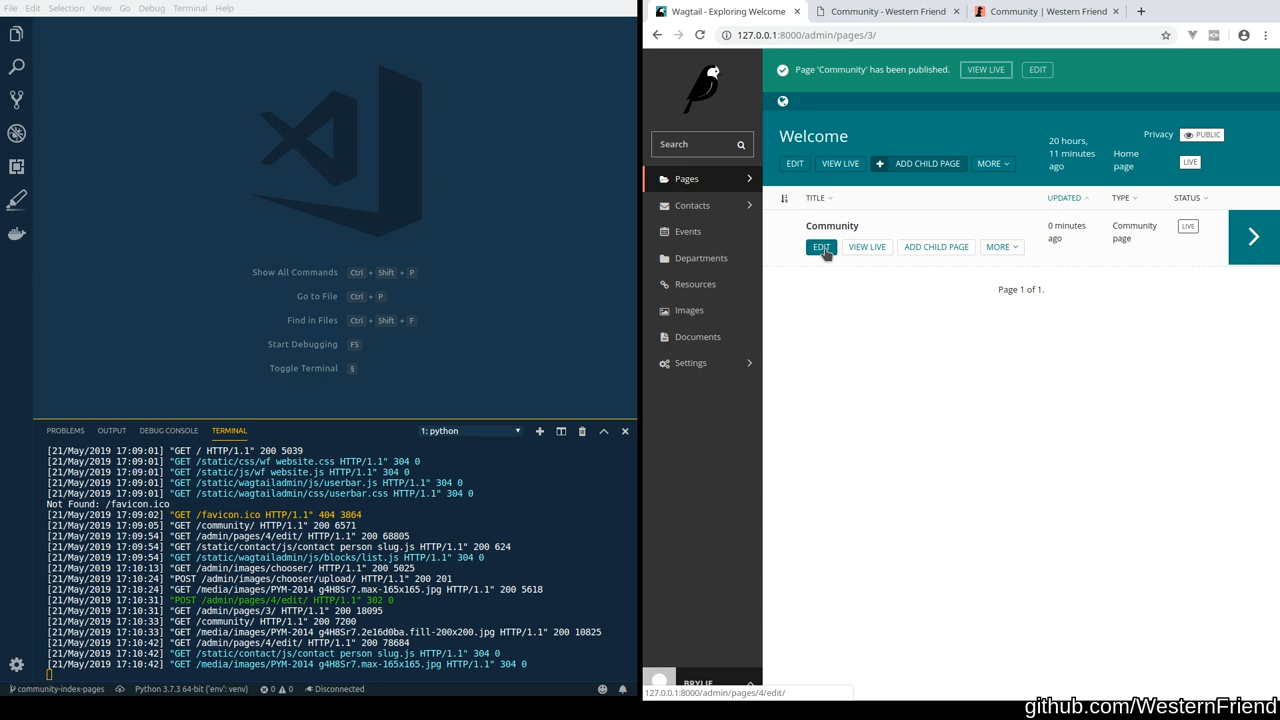 File Edit Selection View Go Debug Terminal Help
Show All Commands Ctrl + Shift + P
Go to File Ctrl + P
Find in Files Ctrl + Shift + F
Start Debugging F5
Toggle Terminal §
PROBLEMS OUTPUT DEBUG CONSOLE TERMINAL 1: python
[21/May/2019 17:09:01] "GET / HTTP/1.1" 200 5039
[21/May/2019 17:09:01] "GET /static/css/wf_website.css HTTP/1.1" 304 0
[21/May/2019 17:09:01] "GET /static/js/wf_website.js HTTP/1.1" 304 0
[21/May/2019 17:09:01] "GET /static/wagtailadmin/js/userbar.js HTTP/1.1" 304 0
[21/May/2019 17:09:01] "GET /static/wagtailadmin/css/userbar.css HTTP/1.1" 304 0
Not Found: /favicon.ico
[21/May/2019 17:09:02] "GET /favicon.ico HTTP/1.1" 404 3864
[21/May/2019 17:09:05] "GET /community/ HTTP/1.1" 200 6571
[21/May/2019 17:09:54] "GET /admin/pages/4/edit/ HTTP/1.1" 200 68805
[21/May/2019 17:09:54] "GET /static/contact/js/contact_person_slug.js HTTP/1.1" 200 624
[21/May/2019 17:09:54] "GET /static/wagtailadmin/js/blocks/list.js HTTP/1.1" 304 0
[21/May/2019 17:10:13] "GET /admin/images/chooser/ HTTP/1.1" 200 5025
[21/May/2019 17:10:24] "POST /admin/images/chooser/upload/ HTTP/1.1" 200 201
[21/May/2019 17:10:24] "GET /media/images/PYM-2014_g4H8Sr7.max-165x165.jpg HTTP/1.1" 200 5618
[21/May/2019 17:10:31] "POST /admin/pages/4/edit/ HTTP/1.1" 302 0
[21/May/2019 17:10:31] "GET /admin/pages/3/ HTTP/1.1" 200 18095
[21/May/2019 17:10:33] "GET /community/ HTTP/1.1" 200 7200
[21/May/2019 17:10:33] "GET /media/images/PYM-2014_g4H8Sr7.2e16d0ba.fill-200x200.jpg HTTP/1.1" 200 10825
[21/May/2019 17:10:42] "GET /admin/pages/4/edit/ HTTP/1.1" 200 78684
[21/May/2019 17:10:42] "GET /static/contact/js/contact_person_slug.js HTTP/1.1" 304 0
[21/May/2019 17:10:42] "GET /media/images/PYM-2014_g4H8Sr7.max-165x165.jpg HTTP/1.1" 304 0
community-index-pages Python 3.7.3 64-bit ('env': venv) 0 0 Disconnected
Wagtail - Exploring Welcome Community - Western Friend Community | Western Friend
127.0.0.1:8000/admin/pages/3/
Page 'Community' has been published. VIEW LIVE EDIT
Welcome
EDIT VIEW LIVE ADD CHILD PAGE MORE
20 hours, 11 minutes ago
Home page
Privacy PUBLIC
LIVE
Search
Pages
Contacts
Events
Departments
Resources
Images
Documents
Settings
BRYLIE
TITLE UPDATED TYPE STATUS
Community
EDIT VIEW LIVE ADD CHILD PAGE MORE
0 minutes ago
Community page
LIVE
Page 1 of 1.
127.0.0.1:8000/admin/pages/4/edit/
github.com/WesternFriend